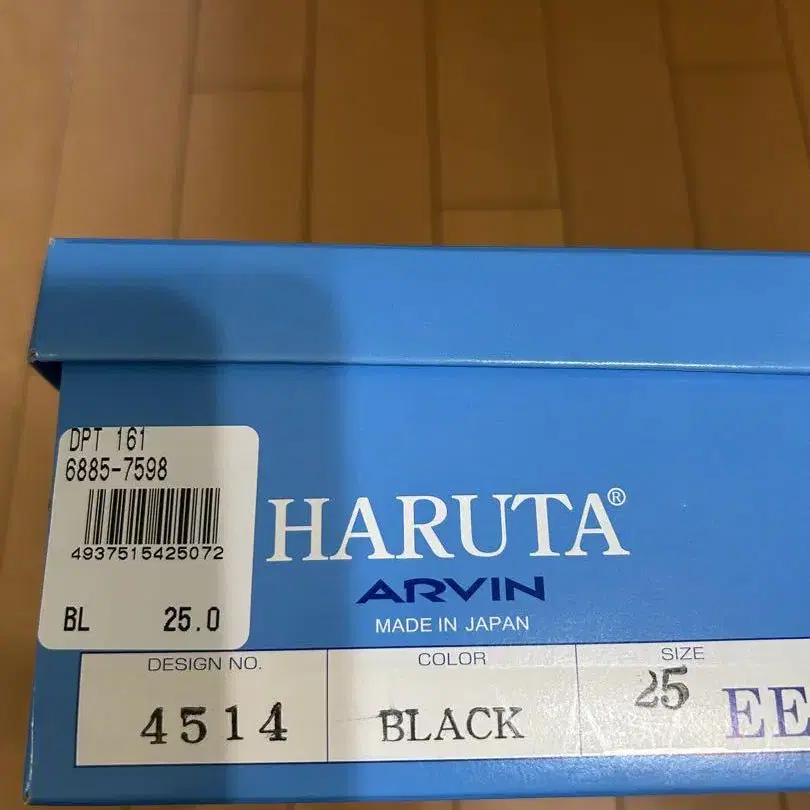 DPT 161
6885-7598
4937515425072
BL 25.0
HARUTA®
ARVIN
MADE IN JAPAN
DESIGN NO. COLOR SIZE
4514 BLACK 25 EE